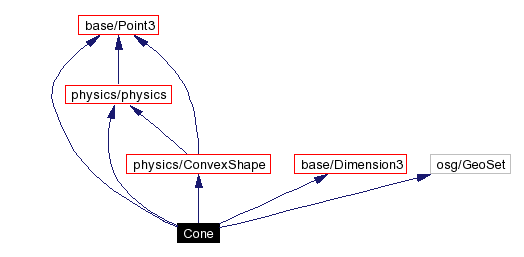 base/Point3
physics/physics
physics/ConvexShape
base/Dimension3
osg/GeoSet
Cone